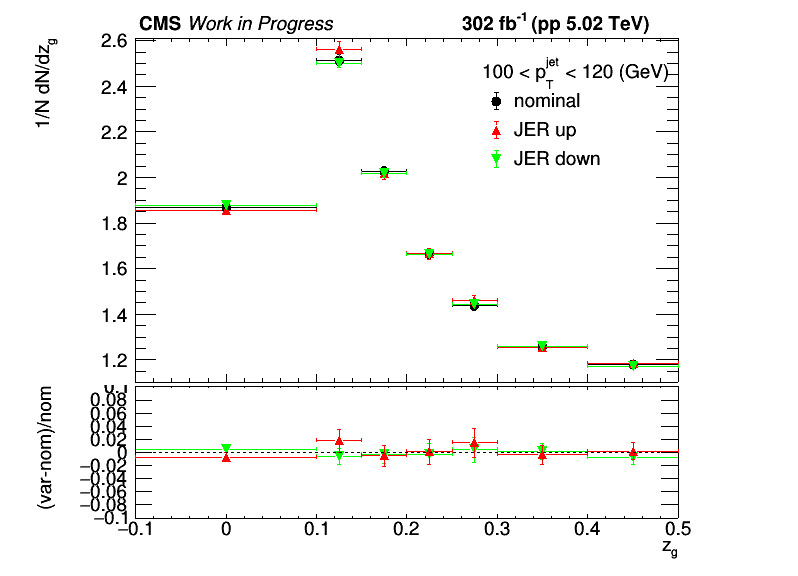 CMS Work in Progress 302 fb-1 (pp 5.02 TeV)
1/N dN/dzg
2.6
2.4
2.2
2
1.8
1.6
1.4
1.2
100 < pTjet < 120 (GeV)
nominal
JER up
JER down
(var-nom)/nom
0.1
0.08
0.06
0.04
0.02
0
−0.02
−0.04
−0.06
−0.08
−0.1
−0.1 0 0.1 0.2 0.3 0.4 0.5
zg